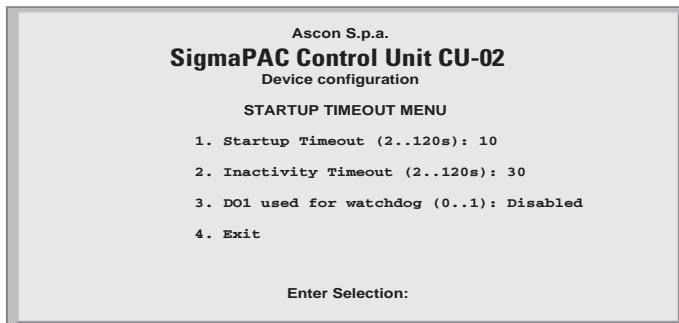 Ascon S.p.a.
SigmaPAC Control Unit CU-02
Device configuration
STARTUP TIMEOUT MENU
1. Startup Timeout (2..120s): 10
2. Inactivity Timeout (2..120s): 30
3. DO1 used for watchdog (0..1): Disabled
4. Exit
Enter Selection: